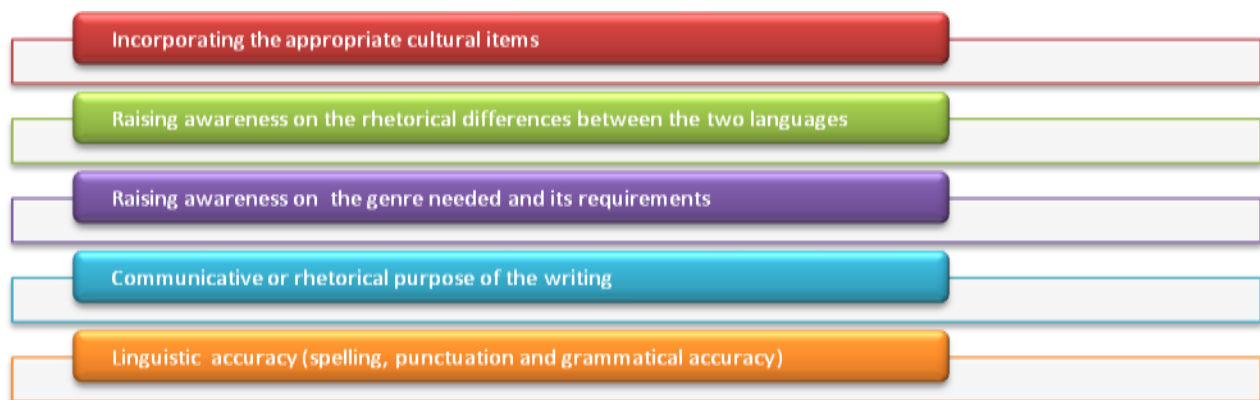 Incorporating the appropriate cultural items
Raising awareness on the rhetorical differences between the two languages
Raising awareness on  the genre needed and its requirements
Communicative or rhetorical purpose of the writing
Linguistic  accuracy (spelling, punctuation and grammatical accuracy)